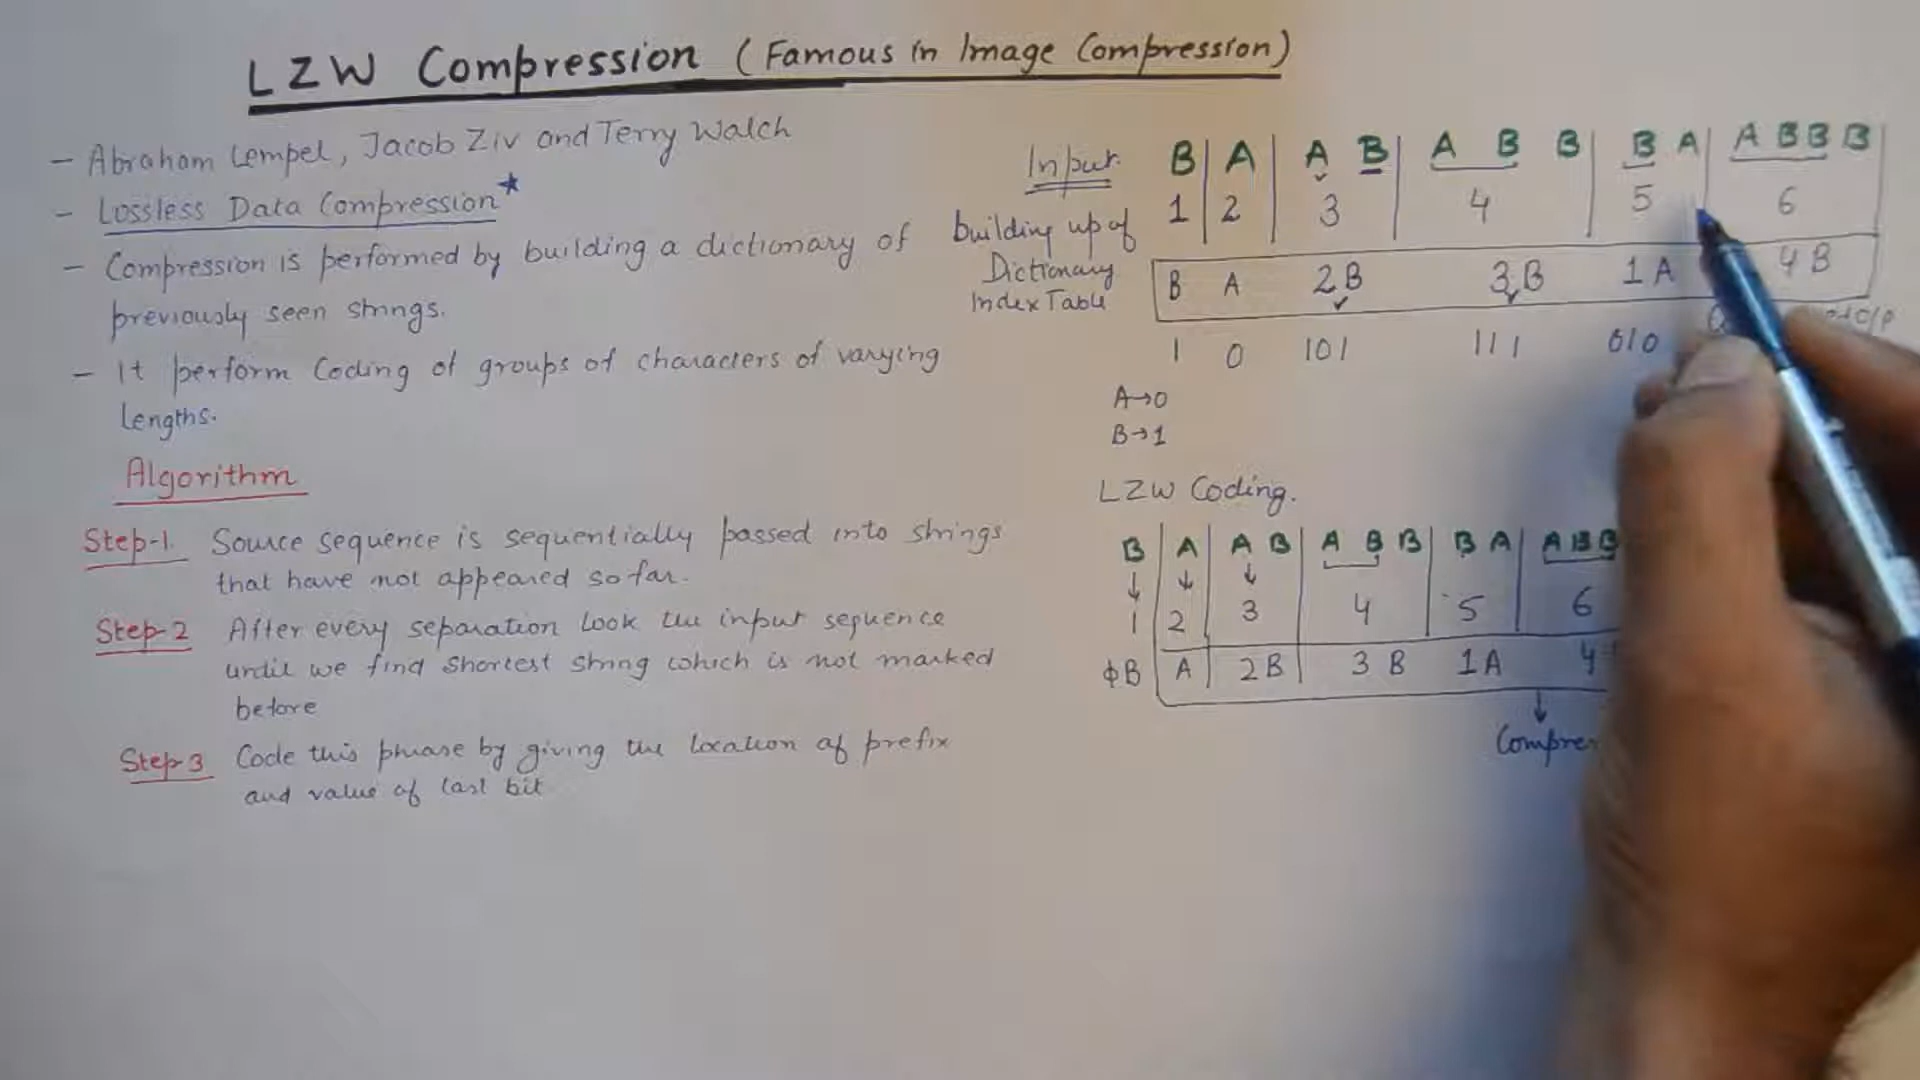 LZW Compression (Famous in Image Compression)
- Abraham Lempel, Jacob Ziv and Terry Walch
- Lossless Data Compression ★
- Compression is performed by building a dictionary of
previously seen strings.
- It perform Coding of groups of characters of varying
lengths.
Algorithm
Step-1. Source sequence is sequentially passed into strings
that have not appeared so far.
Step-2 After every separation Look the input sequence
until we find shortest string which is not marked
before
Step-3 Code this phrase by giving the location of prefix
and value of last bit
Input B | A | A B | A B B | B A | A B B B
1 2 3 4 5 6
Building up of
Dictionary
Index Table
B A 2B 3B 1A 4B
1 0 101 111 010
A→0
B→1
LZW Coding.
B | A | A B | A B B | B A | A B B
1 2 3 4 5 6
ϕB A 2B 3B 1A 4